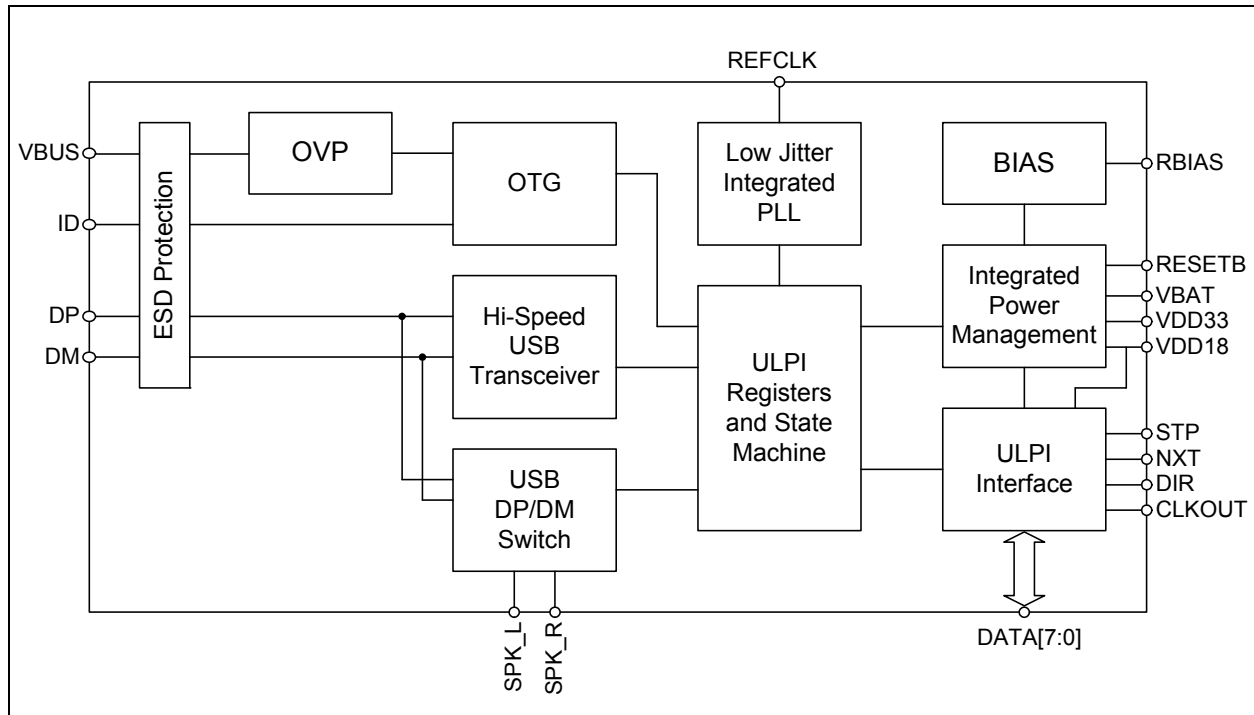 REFCLK
VBUS
ID
DP
DM
ESD Protection
OVP
OTG
Low Jitter
Integrated
PLL
BIAS
RBIAS
Hi-Speed
USB
Transceiver
ULPI
Registers
and State
Machine
Integrated
Power
Management
RESETB
VBAT
VDD33
VDD18
USB
DP/DM
Switch
ULPI
Interface
STP
NXT
DIR
CLKOUT
SPK_L
SPK_R
DATA[7:0]